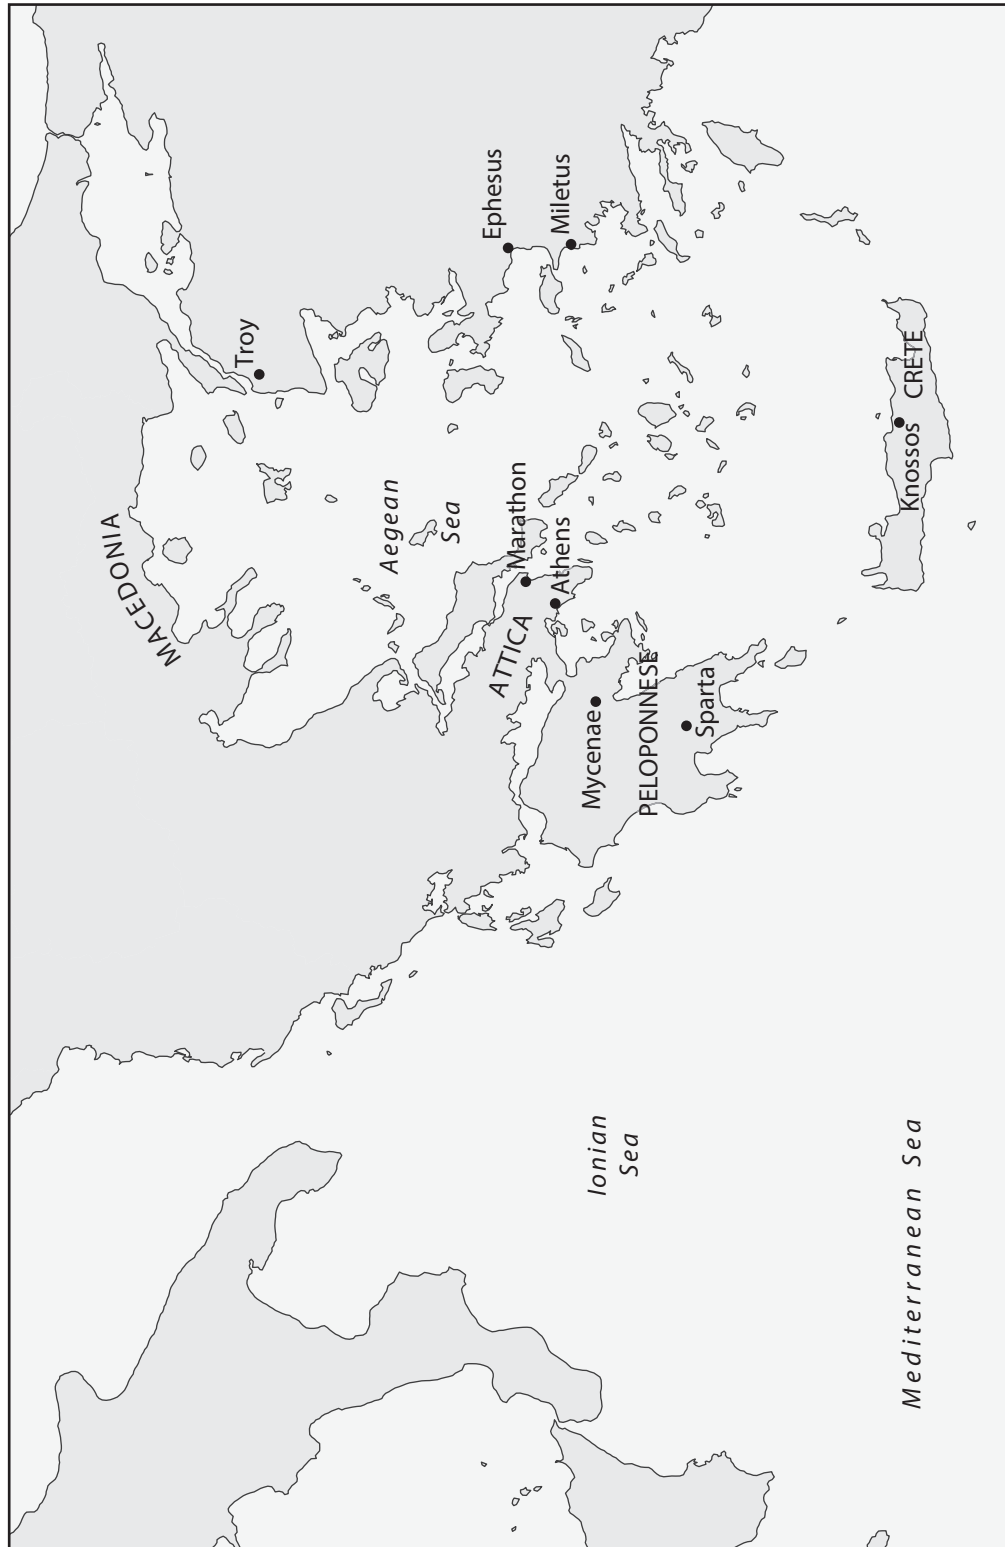 MACEDONIA
Troy
Aegean
Sea
Ephesus
Miletus
Marathon
Athens
ATTICA
Mycenae
PELOPONNESE
Sparta
Ionian
Sea
CRETE
Knossos
Mediterranean Sea